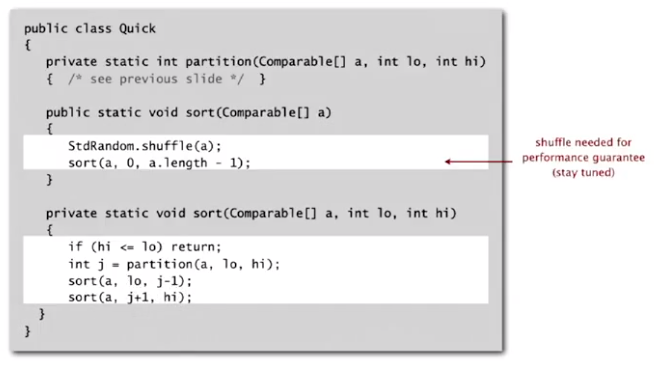 public class Quick
{
private static int partition(Comparable[] a, int lo, int hi)
{ /* see previous slide */ }
public static void sort(Comparable[] a)
{
StdRandom.shuffle(a);
sort(a, 0, a.length - 1);
}
private static void sort(Comparable[] a, int lo, int hi)
{
if (hi <= lo) return;
int j = partition(a, lo, hi);
sort(a, lo, j-1);
sort(a, j+1, hi);
}
}
shuffle needed for
performance guarantee
(stay tuned)